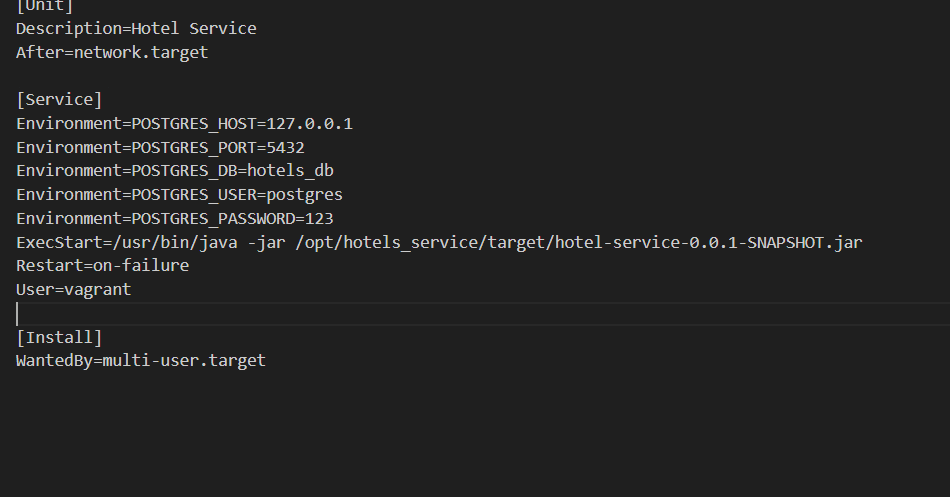 [Unit]
Description=Hotel Service
After=network.target
[Service]
Environment=POSTGRES_HOST=127.0.0.1
Environment=POSTGRES_PORT=5432
Environment=POSTGRES_DB=hotels_db
Environment=POSTGRES_USER=postgres
Environment=POSTGRES_PASSWORD=123
ExecStart=/usr/bin/java -jar /opt/hotels_service/target/hotel-service-0.0.1-SNAPSHOT.jar
Restart=on-failure
User=vagrant
[Install]
WantedBy=multi-user.target